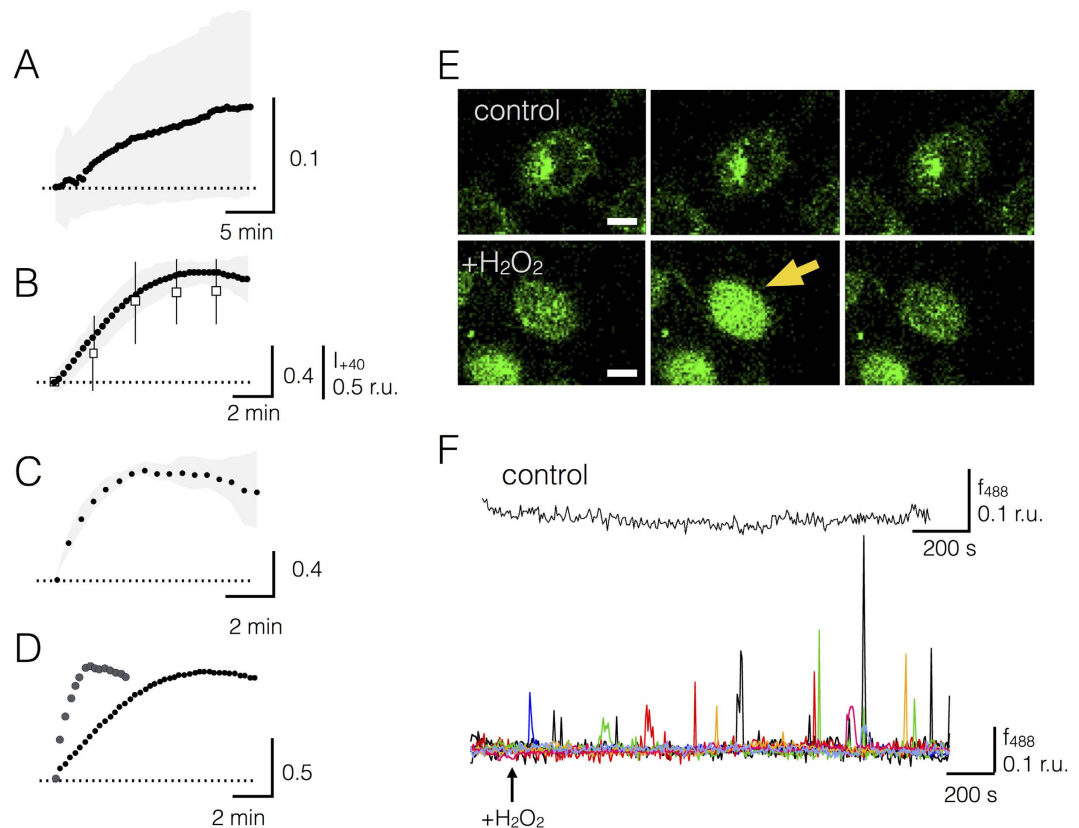 A
0.1
5 min
B
0.4
I₊₄₀
0.5 r.u.
2 min
C
0.4
2 min
D
0.5
2 min
E
control
+H₂O₂
F
control
f₄₈₈
0.1 r.u.
200 s
f₄₈₈
0.1 r.u.
200 s
+H₂O₂